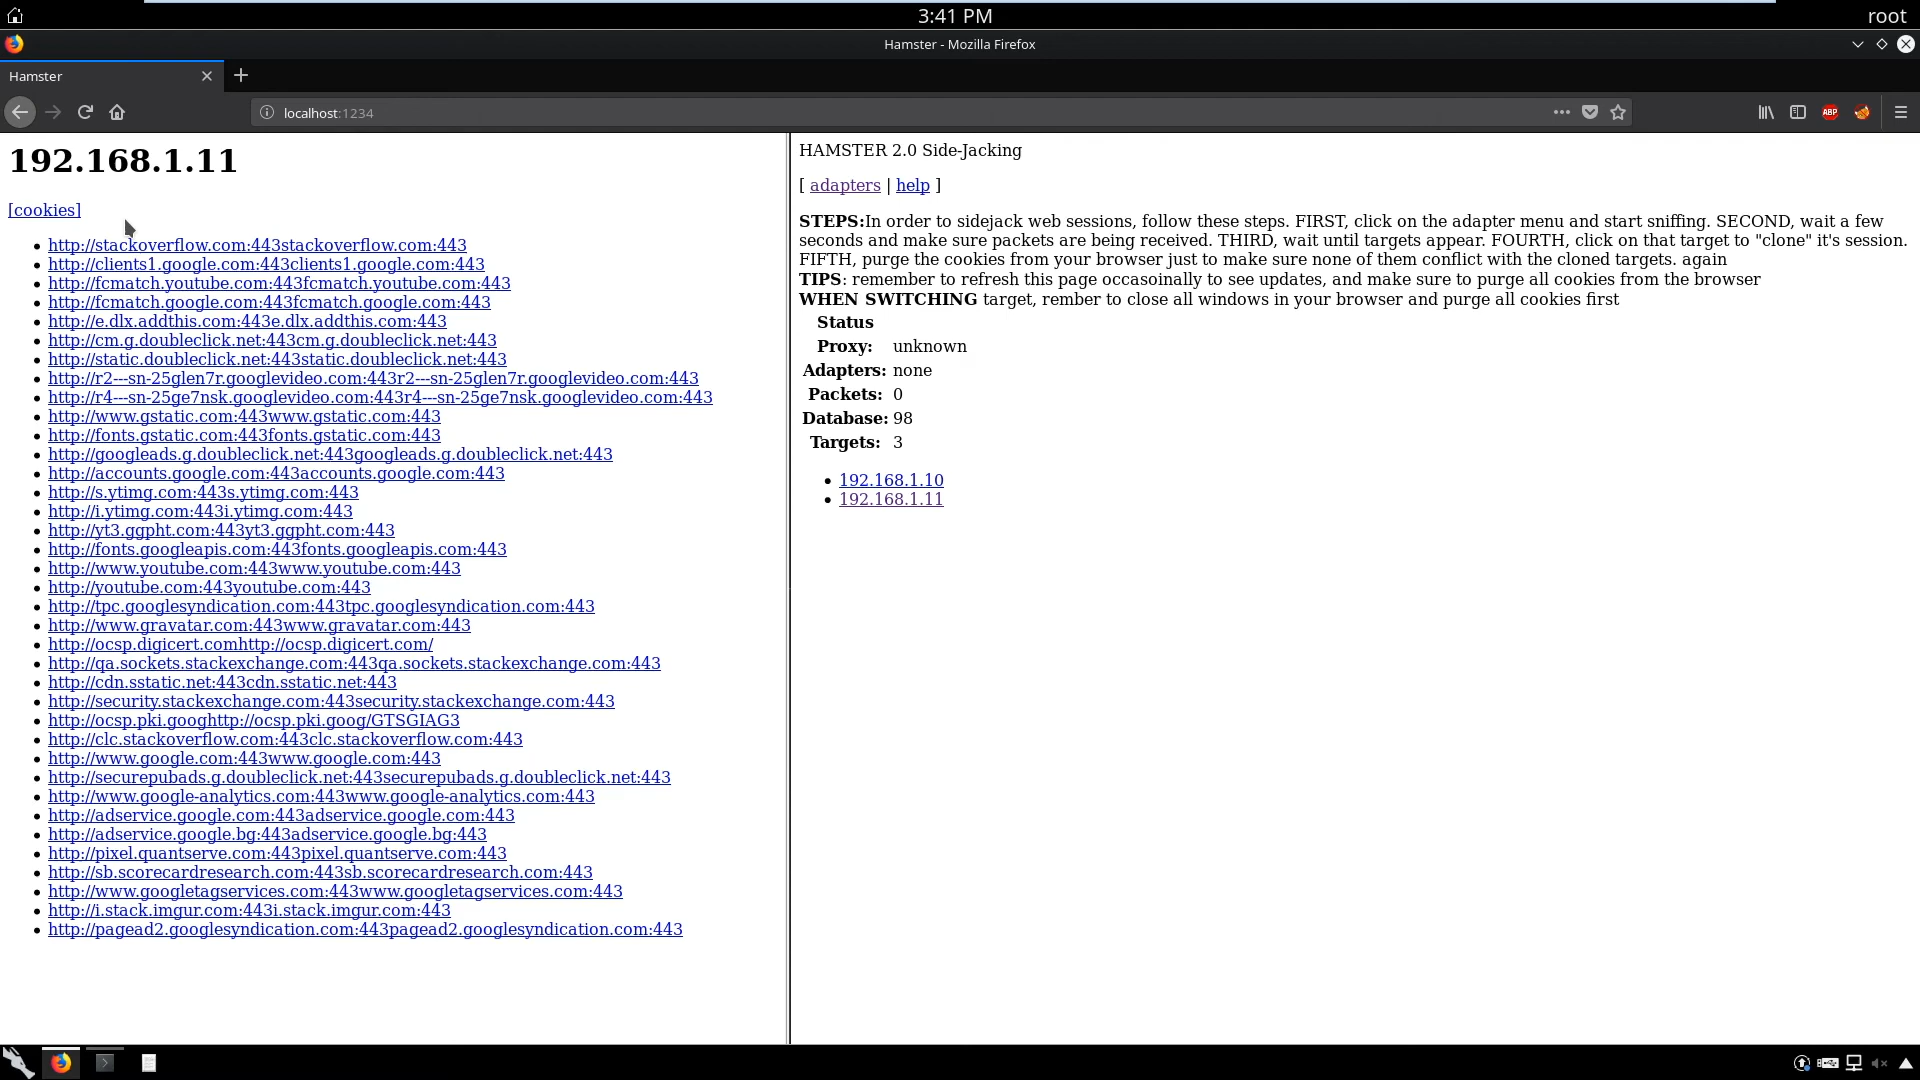 3:41 PM
root
Hamster - Mozilla Firefox
Hamster
localhost:1234
ABP
192.168.1.11
[cookies]
http://stackoverflow.com:443stackoverflow.com:443
http://clients1.google.com:443clients1.google.com:443
http://fcmatch.youtube.com:443fcmatch.youtube.com:443
http://fcmatch.google.com:443fcmatch.google.com:443
http://e.dlx.addthis.com:443e.dlx.addthis.com:443
http://cm.g.doubleclick.net:443cm.g.doubleclick.net:443
http://static.doubleclick.net:443static.doubleclick.net:443
http://r2---sn-25glen7r.googlevideo.com:443r2---sn-25glen7r.googlevideo.com:443
http://r4---sn-25ge7nsk.googlevideo.com:443r4---sn-25ge7nsk.googlevideo.com:443
http://www.gstatic.com:443www.gstatic.com:443
http://fonts.gstatic.com:443fonts.gstatic.com:443
http://googleads.g.doubleclick.net:443googleads.g.doubleclick.net:443
http://accounts.google.com:443accounts.google.com:443
http://s.ytimg.com:443s.ytimg.com:443
http://i.ytimg.com:443i.ytimg.com:443
http://yt3.ggpht.com:443yt3.ggpht.com:443
http://fonts.googleapis.com:443fonts.googleapis.com:443
http://www.youtube.com:443www.youtube.com:443
http://youtube.com:443youtube.com:443
http://tpc.googlesyndication.com:443tpc.googlesyndication.com:443
http://www.gravatar.com:443www.gravatar.com:443
http://ocsp.digicert.comhttp://ocsp.digicert.com/
http://qa.sockets.stackexchange.com:443qa.sockets.stackexchange.com:443
http://cdn.sstatic.net:443cdn.sstatic.net:443
http://security.stackexchange.com:443security.stackexchange.com:443
http://ocsp.pki.googhttp://ocsp.pki.goog/GTSGIAG3
http://clc.stackoverflow.com:443clc.stackoverflow.com:443
http://www.google.com:443www.google.com:443
http://securepubads.g.doubleclick.net:443securepubads.g.doubleclick.net:443
http://www.google-analytics.com:443www.google-analytics.com:443
http://adservice.google.com:443adservice.google.com:443
http://adservice.google.bg:443adservice.google.bg:443
http://pixel.quantserve.com:443pixel.quantserve.com:443
http://sb.scorecardresearch.com:443sb.scorecardresearch.com:443
http://www.googletagservices.com:443www.googletagservices.com:443
http://i.stack.imgur.com:443i.stack.imgur.com:443
http://pagead2.googlesyndication.com:443pagead2.googlesyndication.com:443
HAMSTER 2.0 Side-Jacking
[ adapters | help ]
STEPS:In order to sidejack web sessions, follow these steps. FIRST, click on the adapter menu and start sniffing. SECOND, wait a few
seconds and make sure packets are being received. THIRD, wait until targets appear. FOURTH, click on that target to "clone" it's session.
FIFTH, purge the cookies from your browser just to make sure none of them conflict with the cloned targets. again
TIPS: remember to refresh this page occasoinally to see updates, and make sure to purge all cookies from the browser
WHEN SWITCHING target, rember to close all windows in your browser and purge all cookies first
Status
Proxy: unknown
Adapters: none
Packets: 0
Database: 98
Targets: 3
192.168.1.10
192.168.1.11